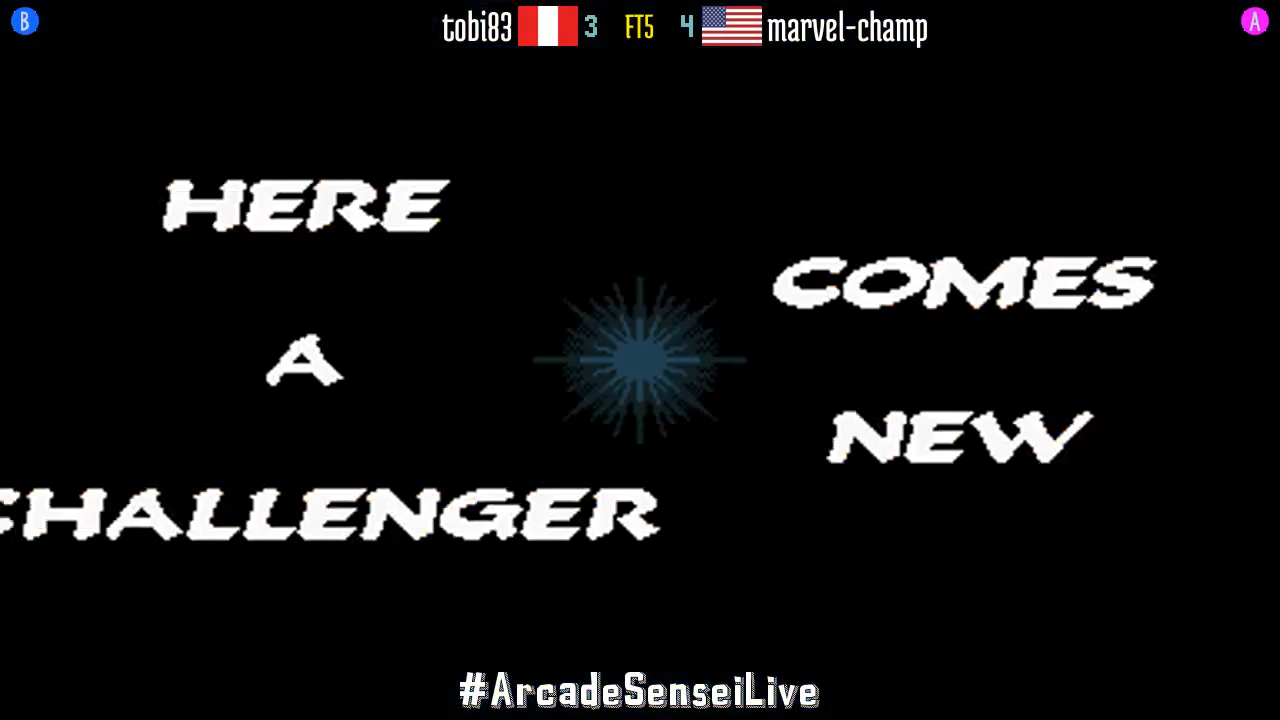 B
tobi83 3 FT5 4 marvel-champ
A
HERE
COMES
A
NEW
CHALLENGER
#ArcadeSenseiLive